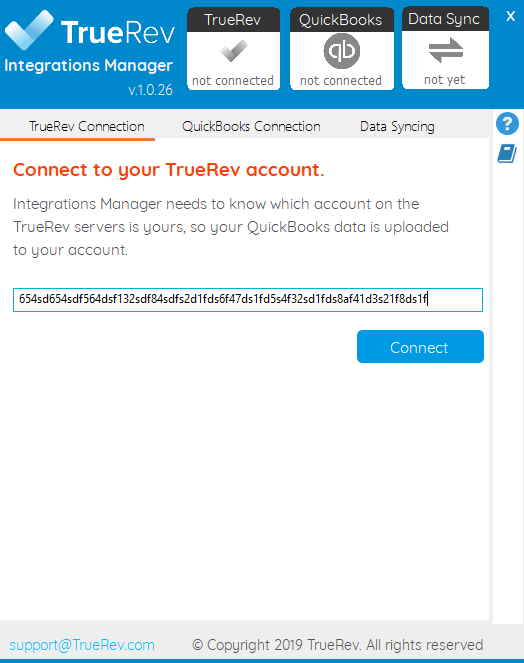 TrueRev
Integrations Manager
v.1.0.26
TrueRev
not connected
QuickBooks
qb
not connected
Data Sync
not yet
X
TrueRev Connection
QuickBooks Connection
Data Syncing
?
Connect to your TrueRev account.
Integrations Manager needs to know which account on the
TrueRev servers is yours, so your QuickBooks data is uploaded
to your account.
654sd654sdf564dsf132sdf84sdfs2d1fds6f47ds1fd5s4f32sd1fds8af41d3s21f8ds1f
Connect
support@TrueRev.com
© Copyright 2019 TrueRev. All rights reserved